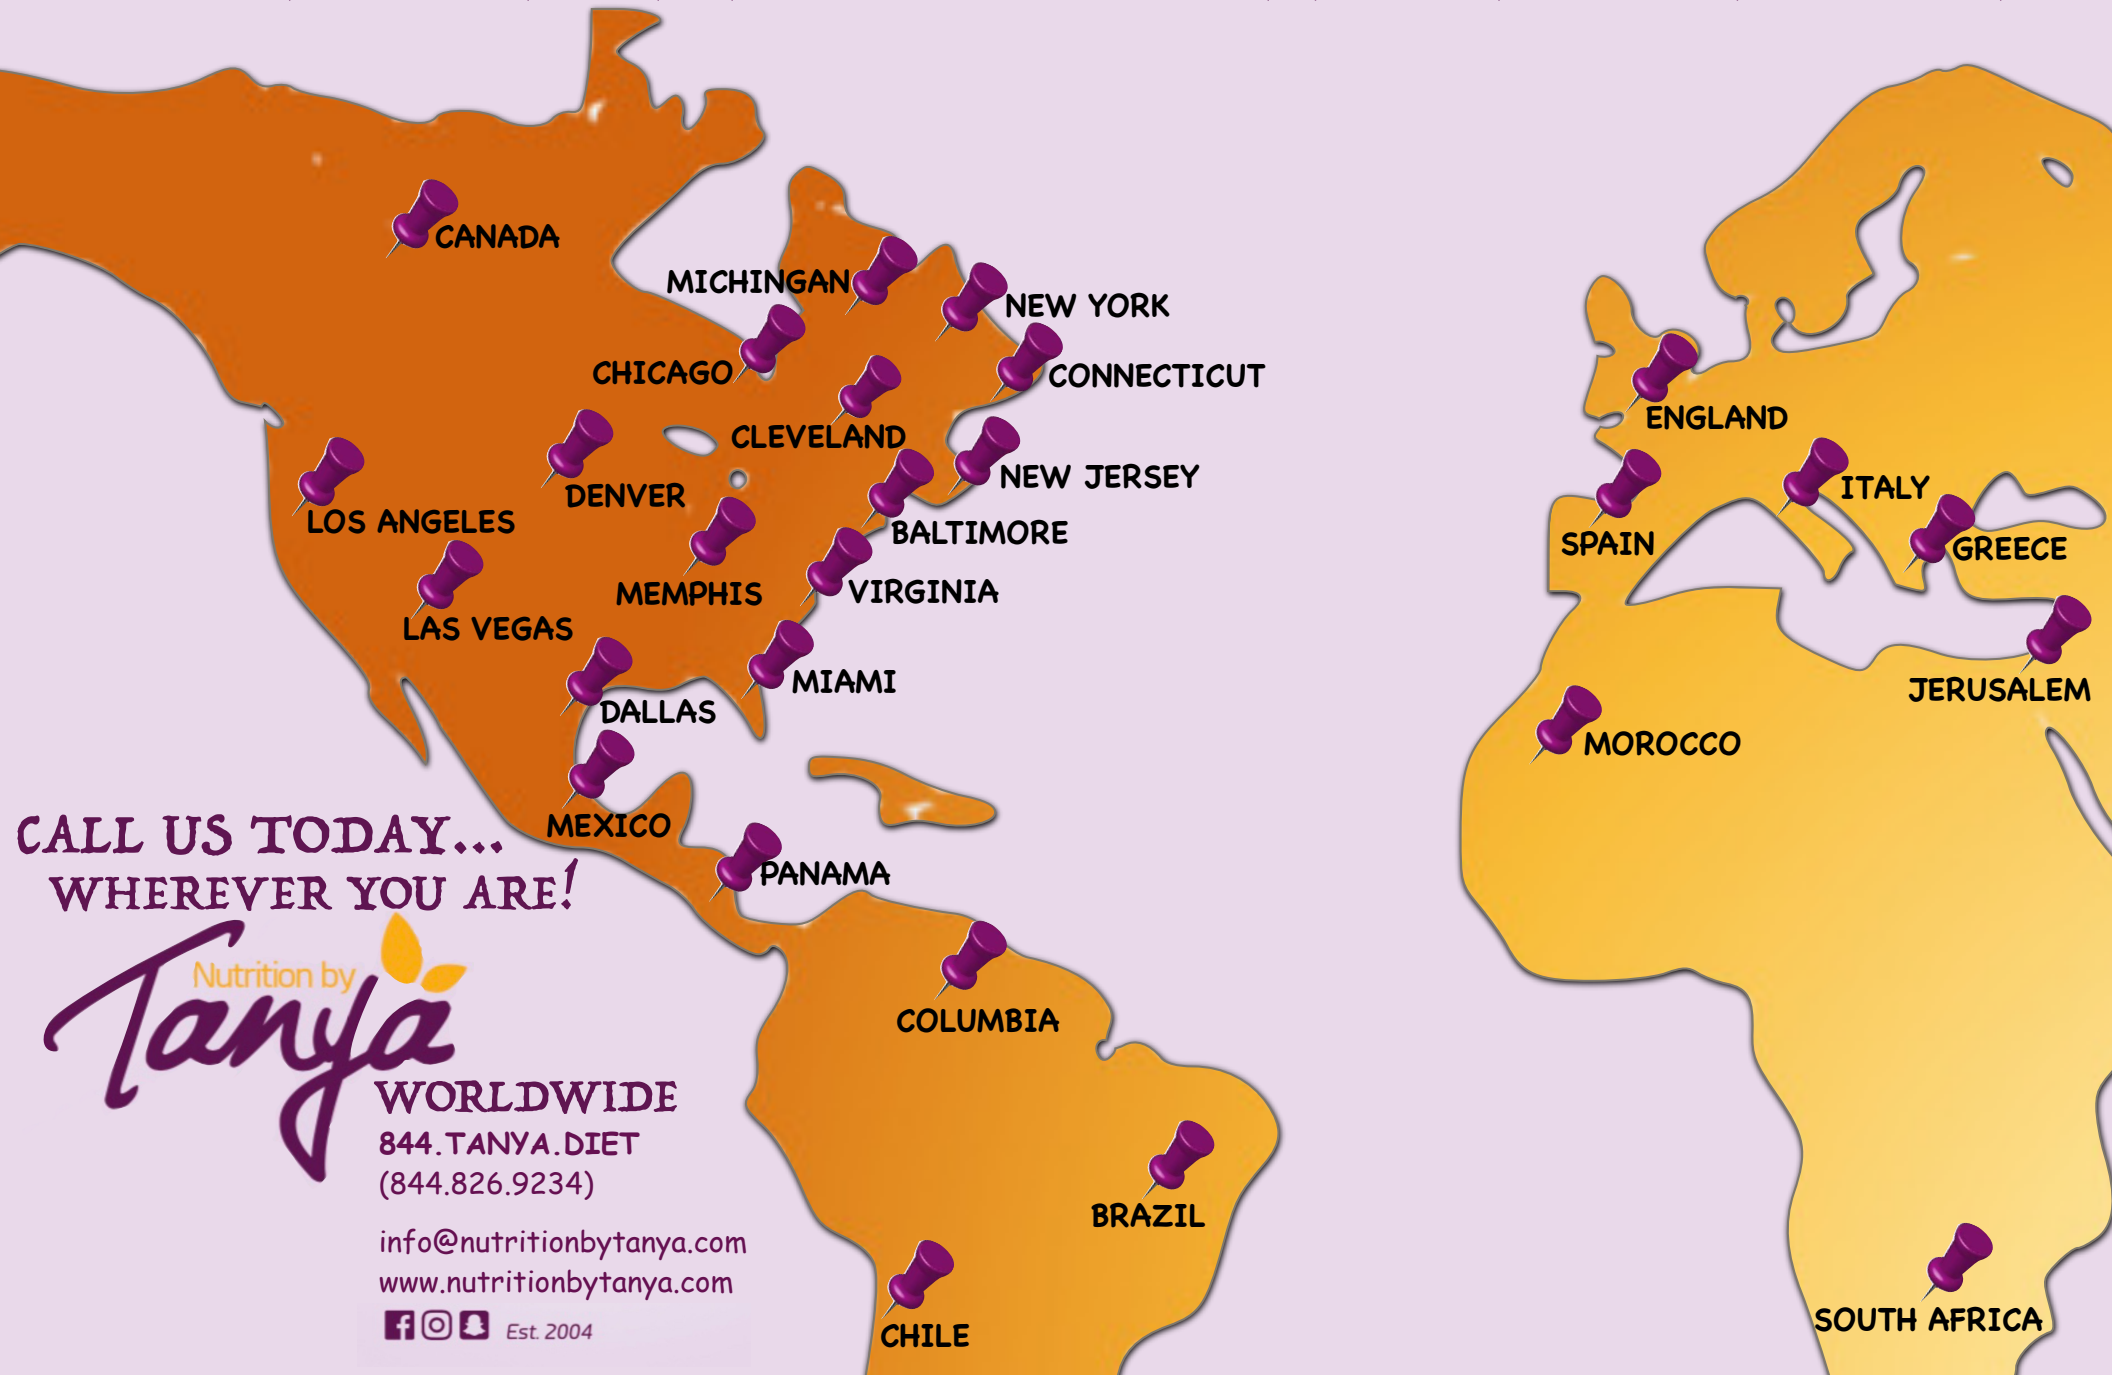 CANADA
MICHINGAN
NEW YORK
CHICAGO
CONNECTICUT
CLEVELAND
NEW JERSEY
DENVER
LOS ANGELES
BALTIMORE
MEMPHIS
VIRGINIA
LAS VEGAS
MIAMI
DALLAS
MEXICO
PANAMA
COLUMBIA
BRAZIL
CHILE
ENGLAND
ITALY
SPAIN
GREECE
JERUSALEM
MOROCCO
SOUTH AFRICA
CALL US TODAY...
WHEREVER YOU ARE!
Nutrition by
Tanya
WORLDWIDE
844.TANYA.DIET
(844.826.9234)
info@nutritionbytanya.com
www.nutritionbytanya.com
Est. 2004